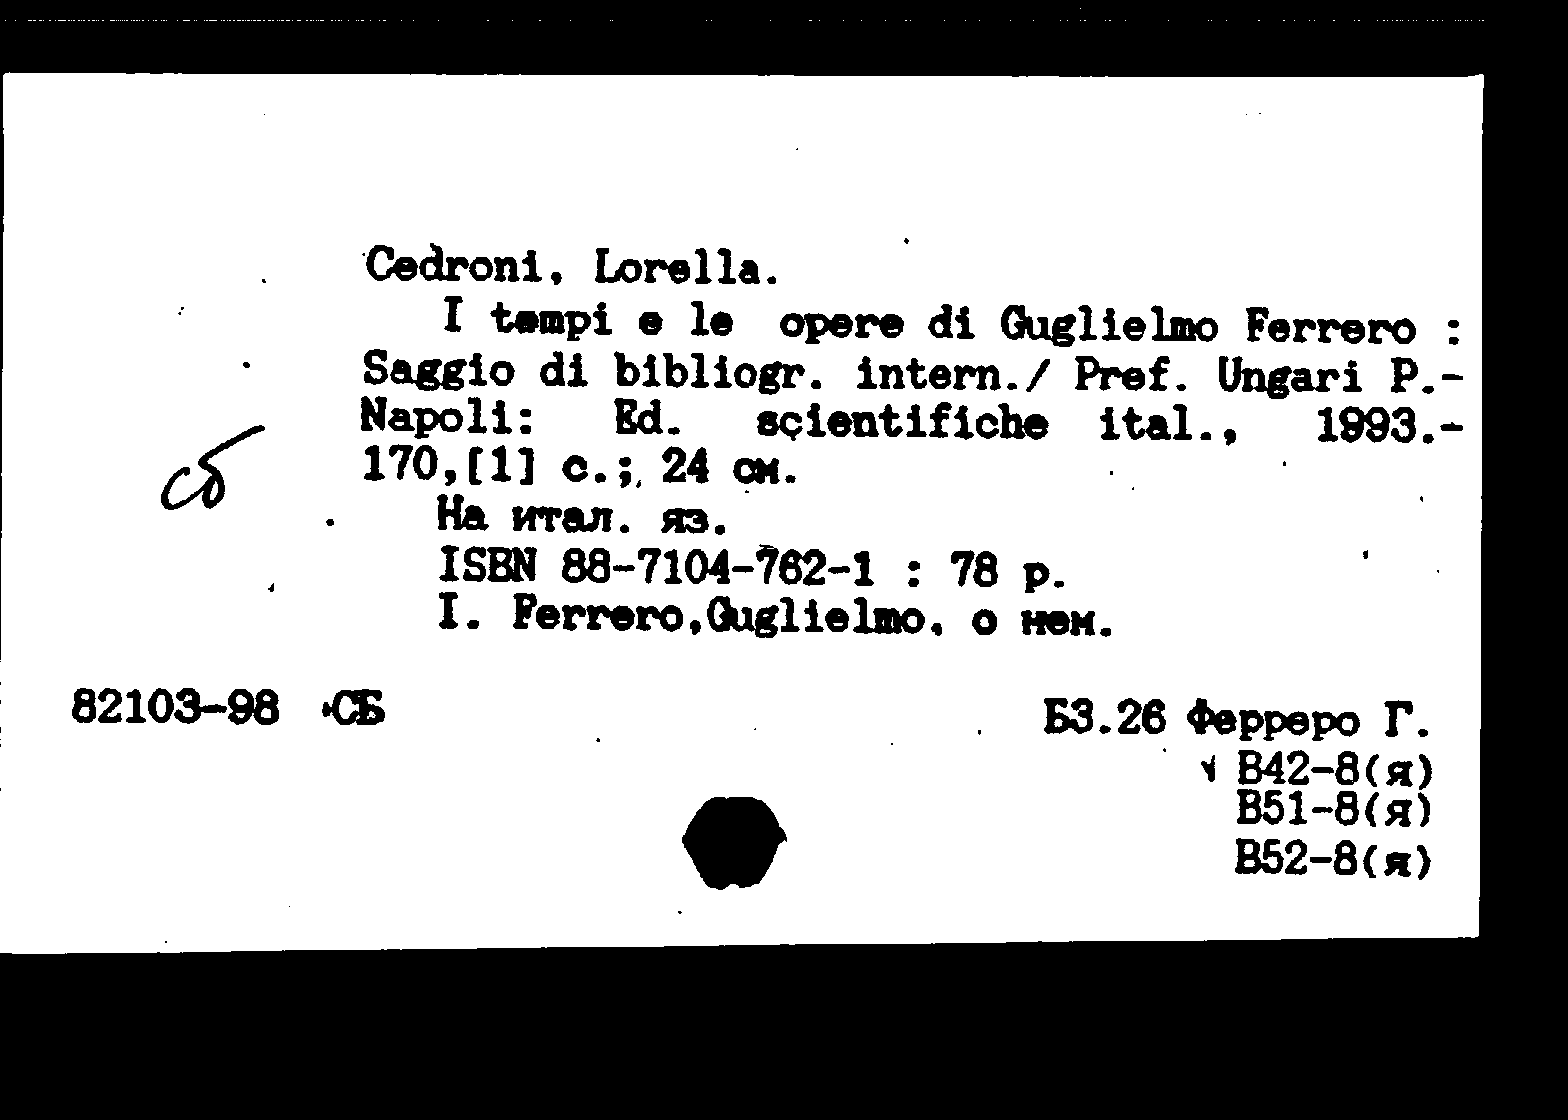 Cedroni, Lorella.
I tempi e le opere di Guglielmo Ferrero :
Saggio di bibliogr. intern./ Pref. Ungari P.-
Napoli: Ed. scientifiche ital., 1993.-
170,[1] с.; 24 см.
На итал. яз.
ISBN 88-7104-762-1 : 78 р.
I. Ferrero,Guglielmo, о нем.
сб
82103-98 СБ
Б3.26 Ферреро Г.
В42-8(я)
В51-8(я)
В52-8(я)